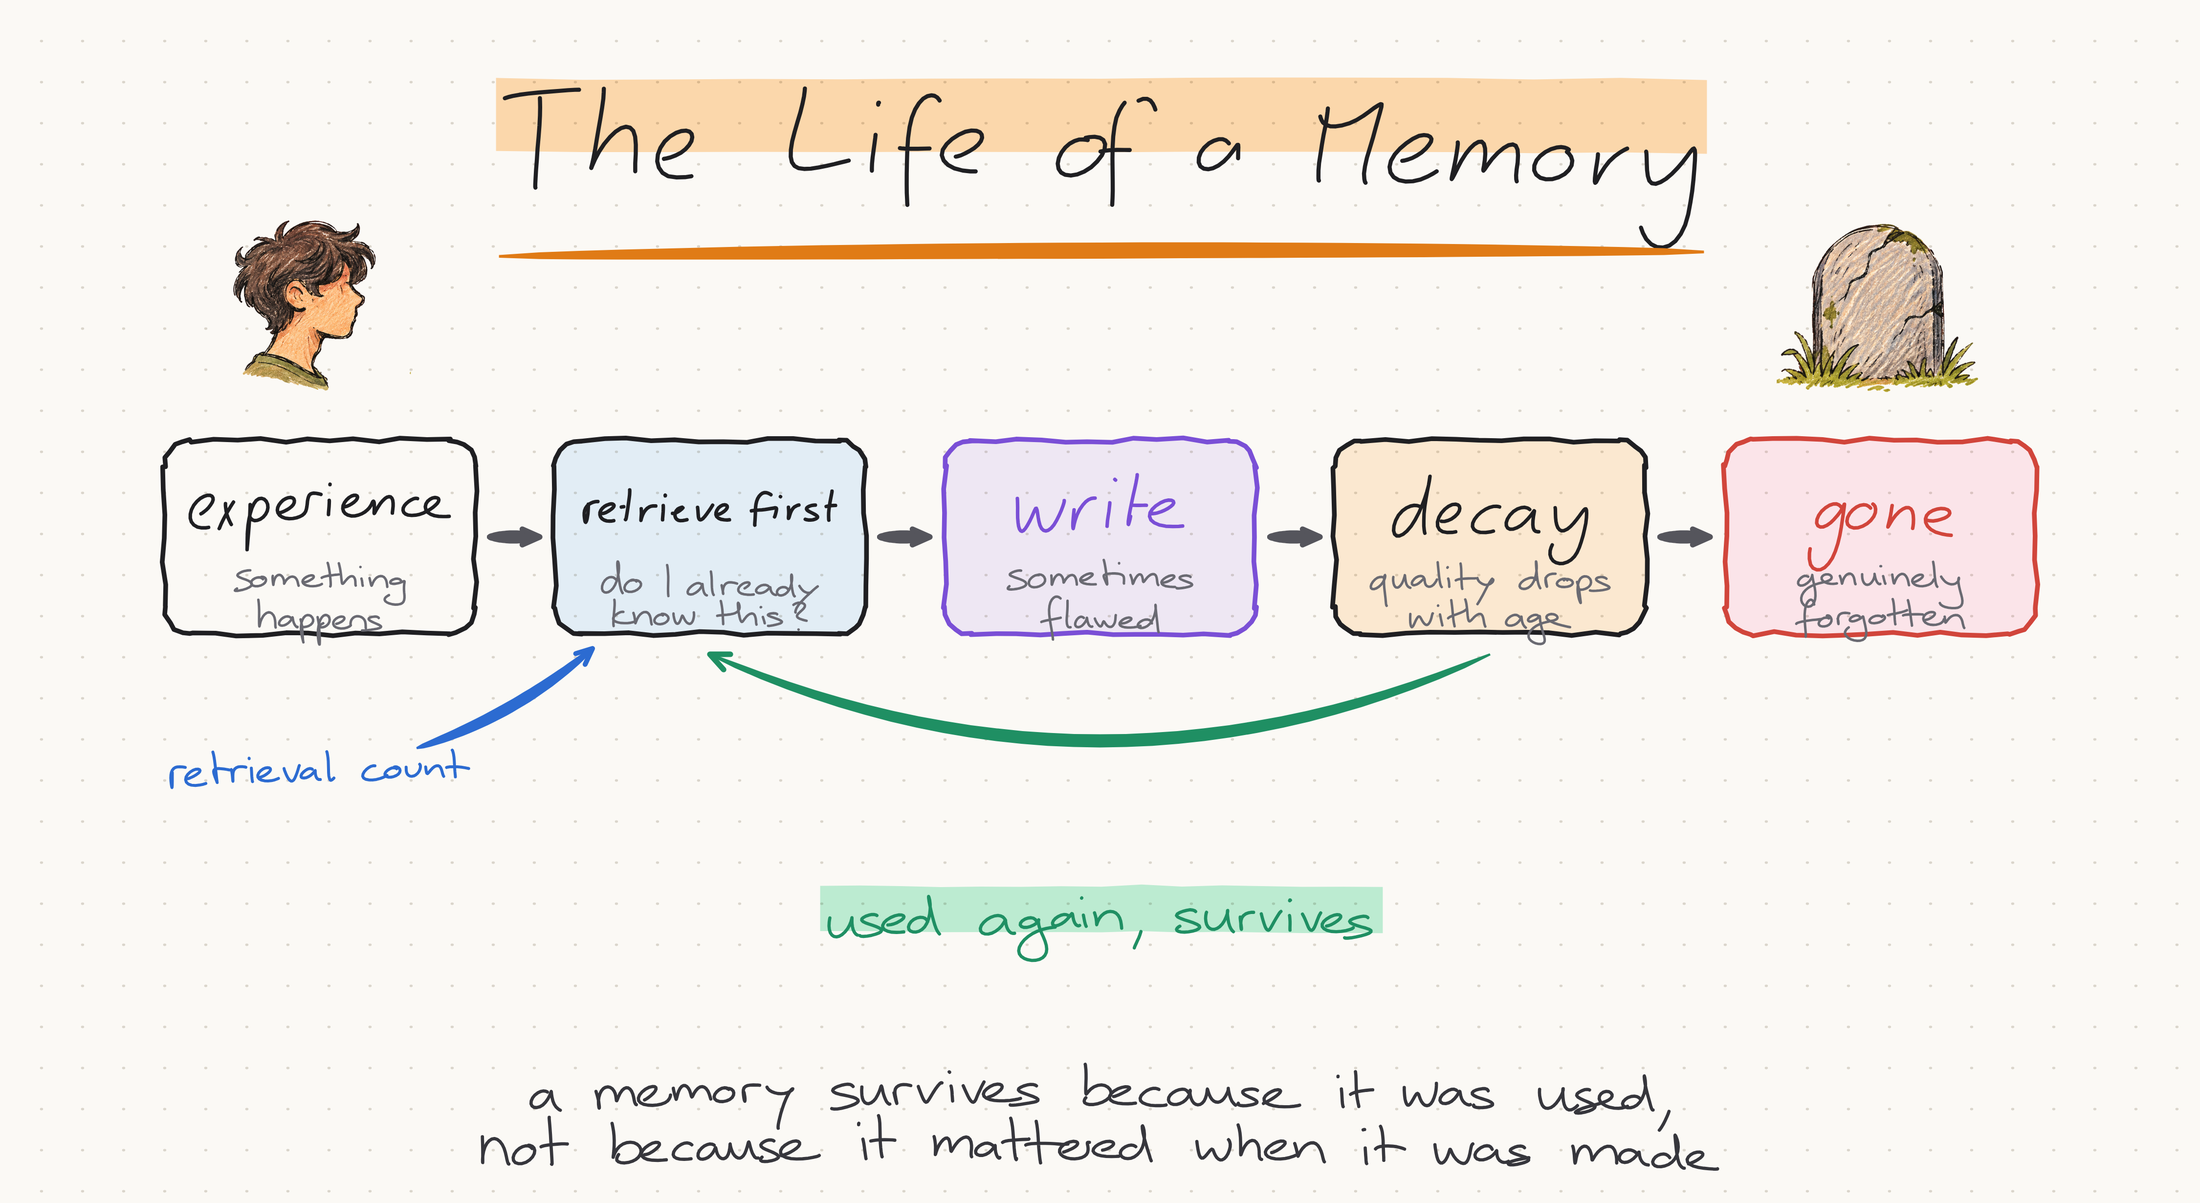 The Life of a Memory
experience
something
happens
retrieve first
do I already
know this?
write
sometimes
flawed
decay
quality drops
with age
gone
genuinely
forgotten
retrieval count
used again, survives
a memory survives because it was used,
not because it mattered when it was made